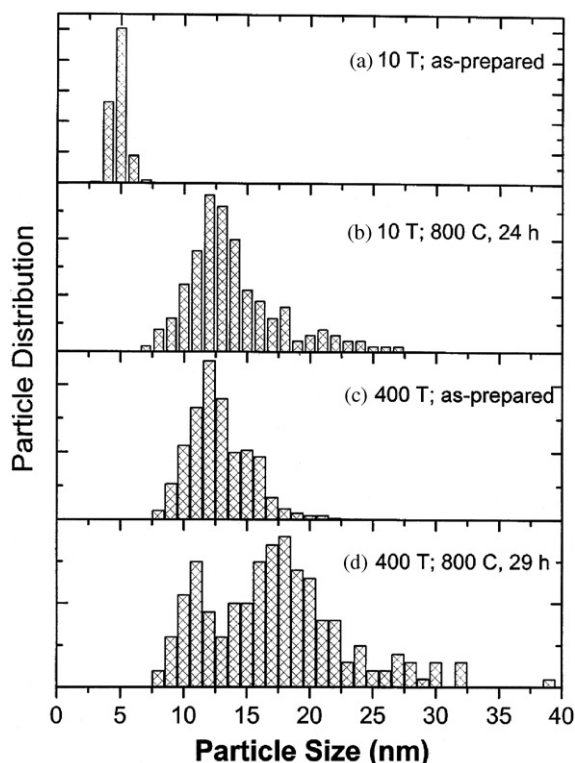 (a) 10 T; as-prepared
(b) 10 T; 800 C, 24 h
(c) 400 T; as-prepared
(d) 400 T; 800 C, 29 h
Particle Distribution
0 5 10 15 20 25 30 35 40
Particle Size (nm)